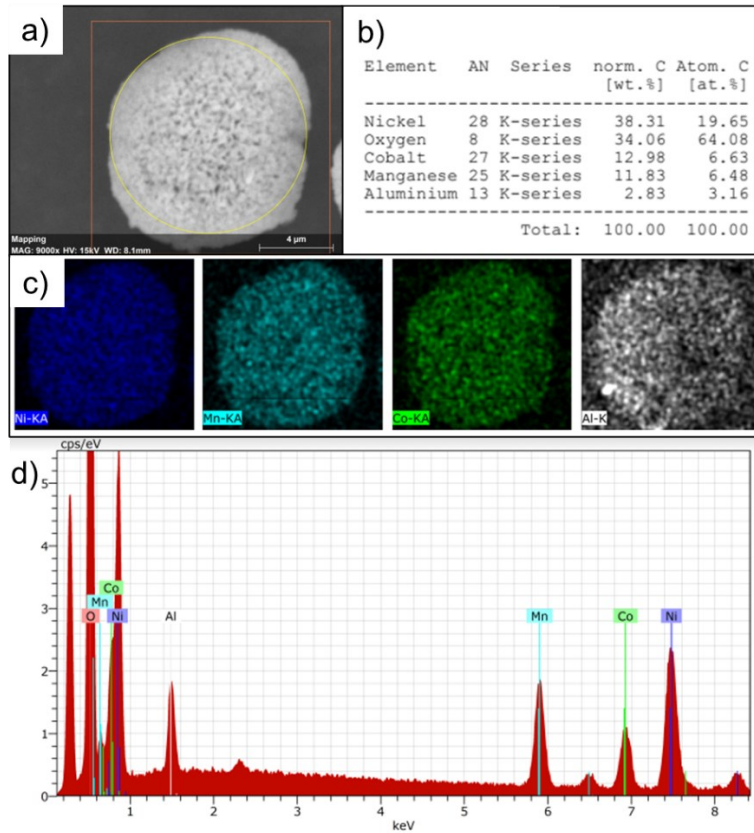 a)
Mapping
MAG: 9000x HV: 15kV WD: 8.1mm
4 µm
b)
Element AN Series norm. C Atom. C
[wt.%] [at.%]
------------------------------------------------
Nickel 28 K-series 38.31 19.65
Oxygen 8 K-series 34.06 64.08
Cobalt 27 K-series 12.98 6.63
Manganese 25 K-series 11.83 6.48
Aluminium 13 K-series 2.83 3.16
------------------------------------------------
Total: 100.00 100.00
c)
Ni-KA Mn-KA Co-KA Al-K
d)
cps/eV
5
4
3
2
1
0
Co
Mn
O Ni Al Mn Co Ni
1 2 3 4 5 6 7 8
keV